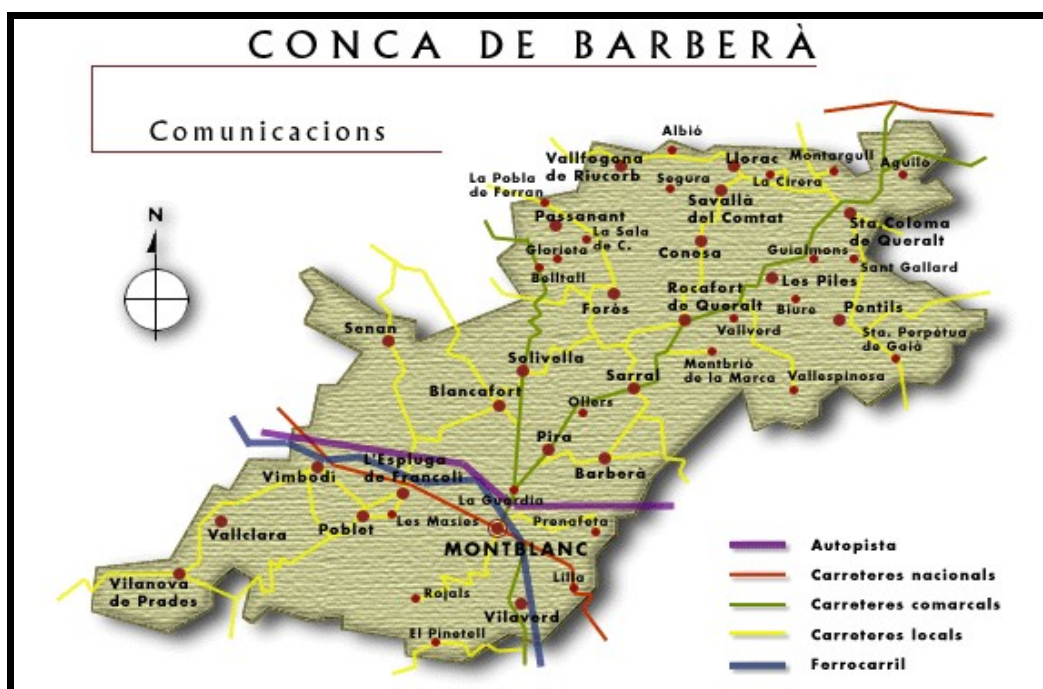 CONCA DE BARBERÀ
Comunicacions
N
Albió
Vallfogona
de Riucorb
Llorac
Montargull
Aguiló
La Pobla
de Ferran
Segura
La Cirera
Savallà
del Comtat
Passanant
La Sala
de C.
Sta. Coloma
de Queralt
Glorieta
Conesa
Guialmons
Sant Gallard
Belltall
Les Piles
Forès
Rocafort
de Queralt
Biure
Pontils
Senan
Vallverd
Sta. Perpètua
de Gaià
Solivella
Montbrió
de la Marca
Vallespinosa
Blancafort
Sarral
Ollers
Pira
L'Espluga
de Francolí
Vimbodí
Barberà
La Guàrdia
Vallclara
Poblet
Les Masies
Prenafeta
MONTBLANC
Vilanova
de Prades
Lilla
Rojals
Vilaverd
El Pinetell
Autopista
Carreteres nacionals
Carreteres comarcals
Carreteres locals
Ferrocarril